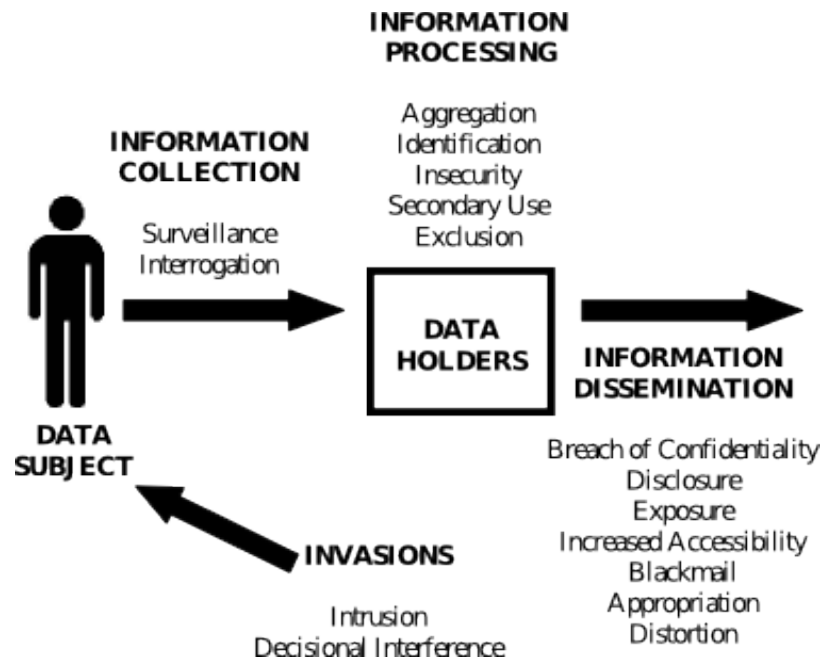 INFORMATION
PROCESSING
Aggregation
Identification
Insecurity
Secondary Use
Exclusion
INFORMATION
COLLECTION
Surveillance
Interrogation
DATA
HOLDERS
INFORMATION
DISSEMINATION
Breach of Confidentiality
Disclosure
Exposure
Increased Accessibility
Blackmail
Appropriation
Distortion
DATA
SUBJECT
INVASIONS
Intrusion
Decisional Interference